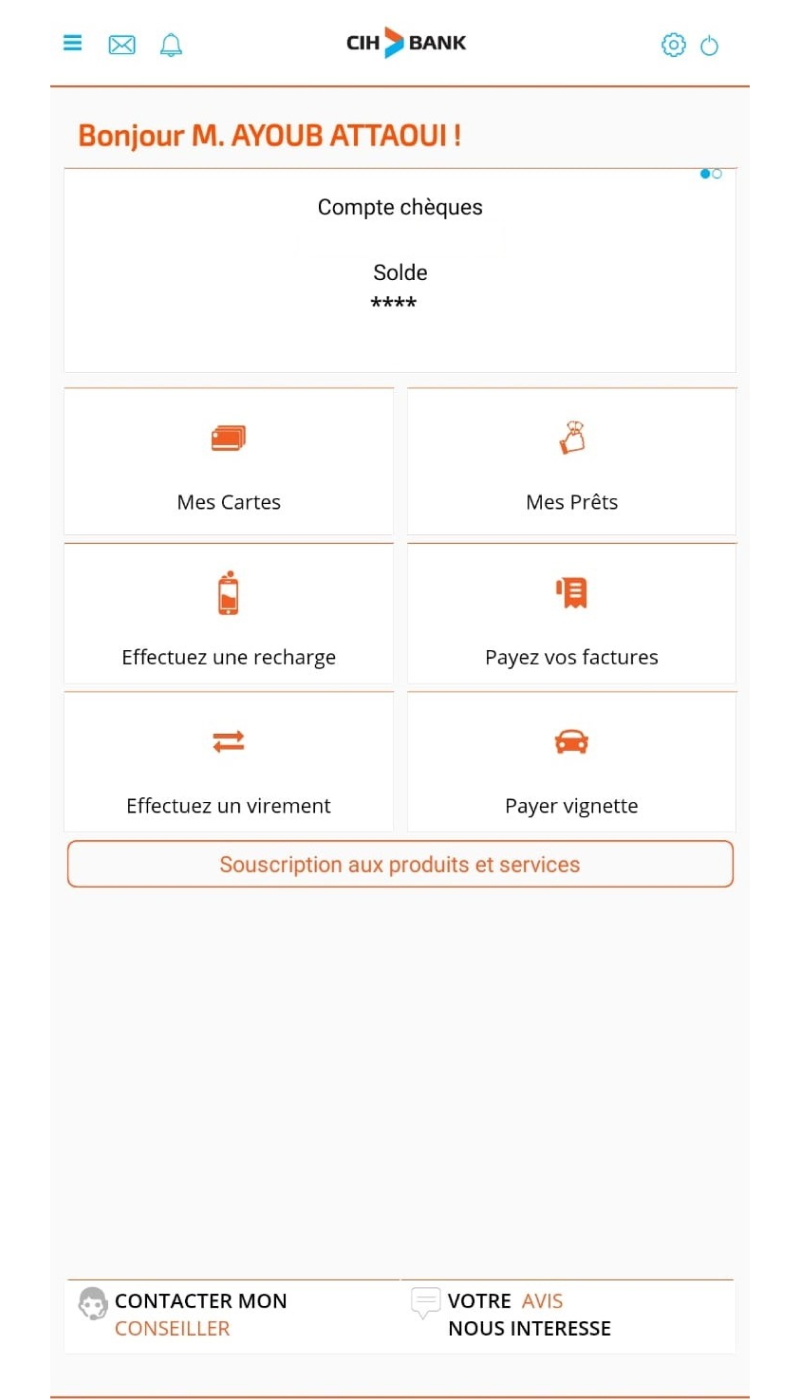 CIH BANK
Bonjour M. AYOUB ATTAOUI !
Compte chèques
Solde
****
Mes Cartes
Mes Prêts
Effectuez une recharge
Payez vos factures
Effectuez un virement
Payer vignette
Souscription aux produits et services
CONTACTER MON
CONSEILLER
VOTRE AVIS
NOUS INTERESSE